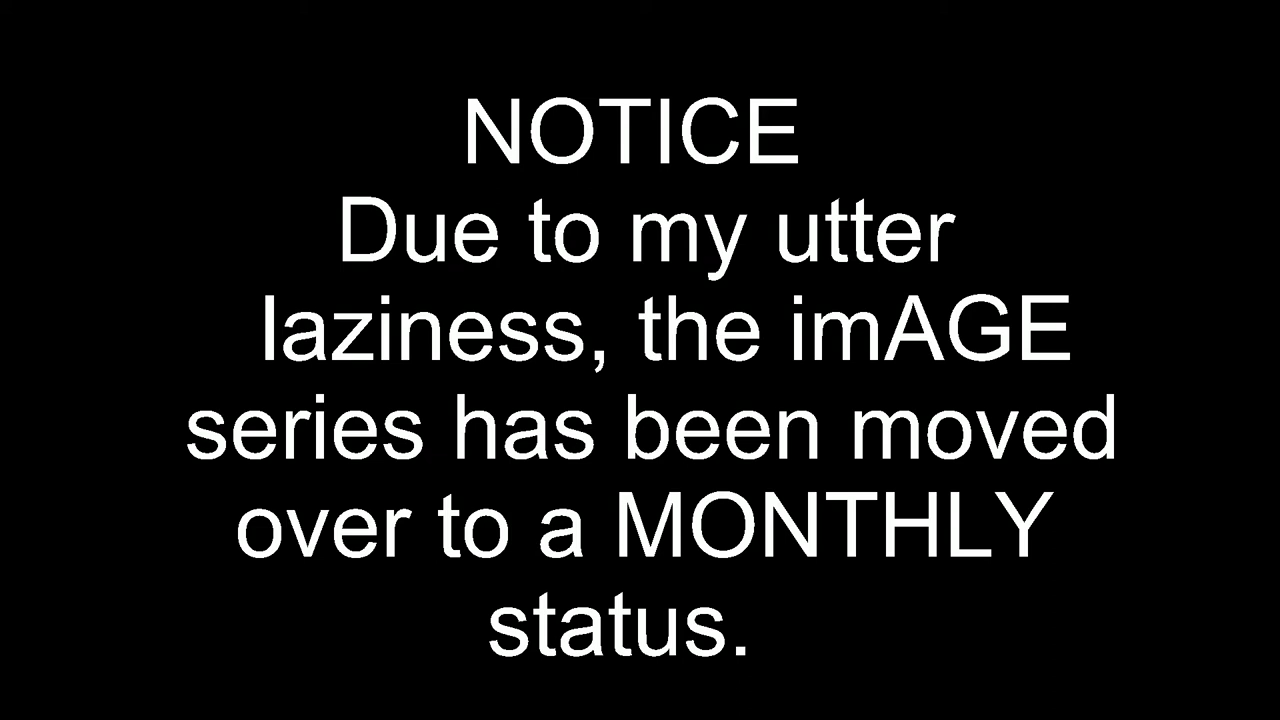 NOTICE
Due to my utter
laziness, the imAGE
series has been moved
over to a MONTHLY
status.